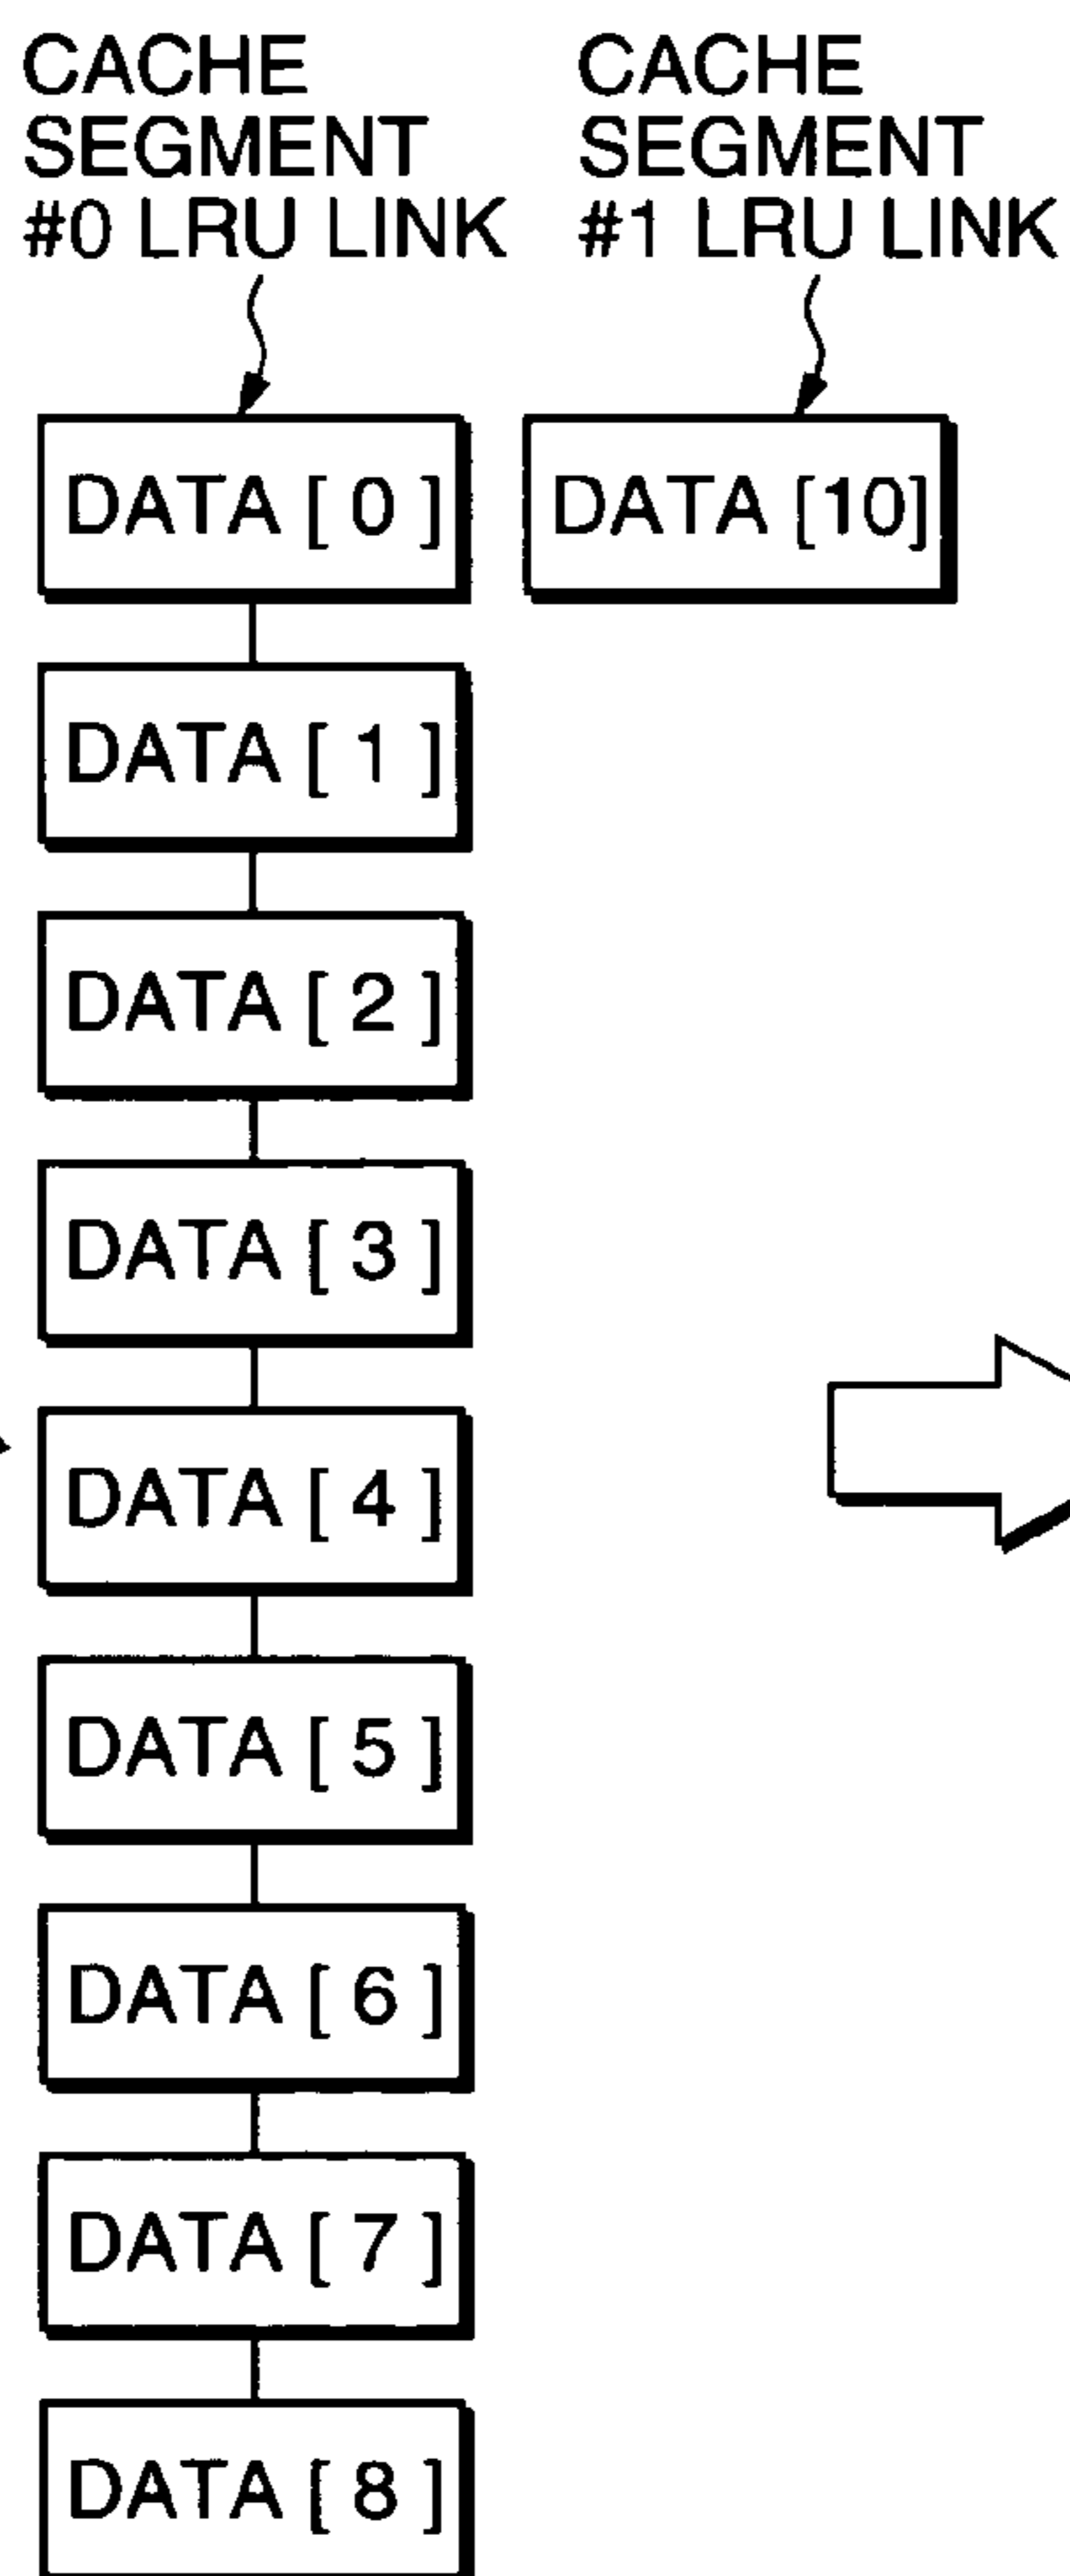 CACHE
SEGMENT
#0 LRU LINK
CACHE
SEGMENT
#1 LRU LINK
DATA [ 0 ]
DATA [10]
DATA [ 1 ]
DATA [ 2 ]
DATA [ 3 ]
DATA [ 4 ]
DATA [ 5 ]
DATA [ 6 ]
DATA [ 7 ]
DATA [ 8 ]